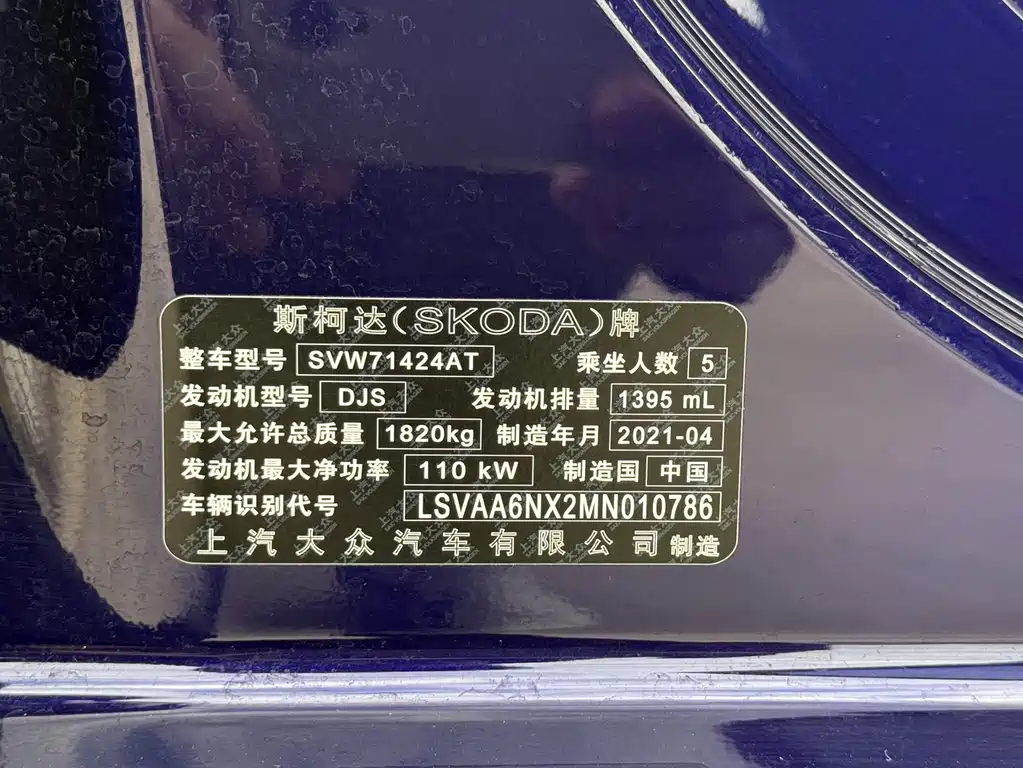 斯柯达(SKODA)牌
整车型号 SVW71424AT 乘坐人数 5
发动机型号 DJS 发动机排量 1395 mL
最大允许总质量 1820kg 制造年月 2021-04
发动机最大净功率 110 kW 制造国 中国
车辆识别代号 LSVAA6NX2MN010786
上汽大众汽车有限公司制造